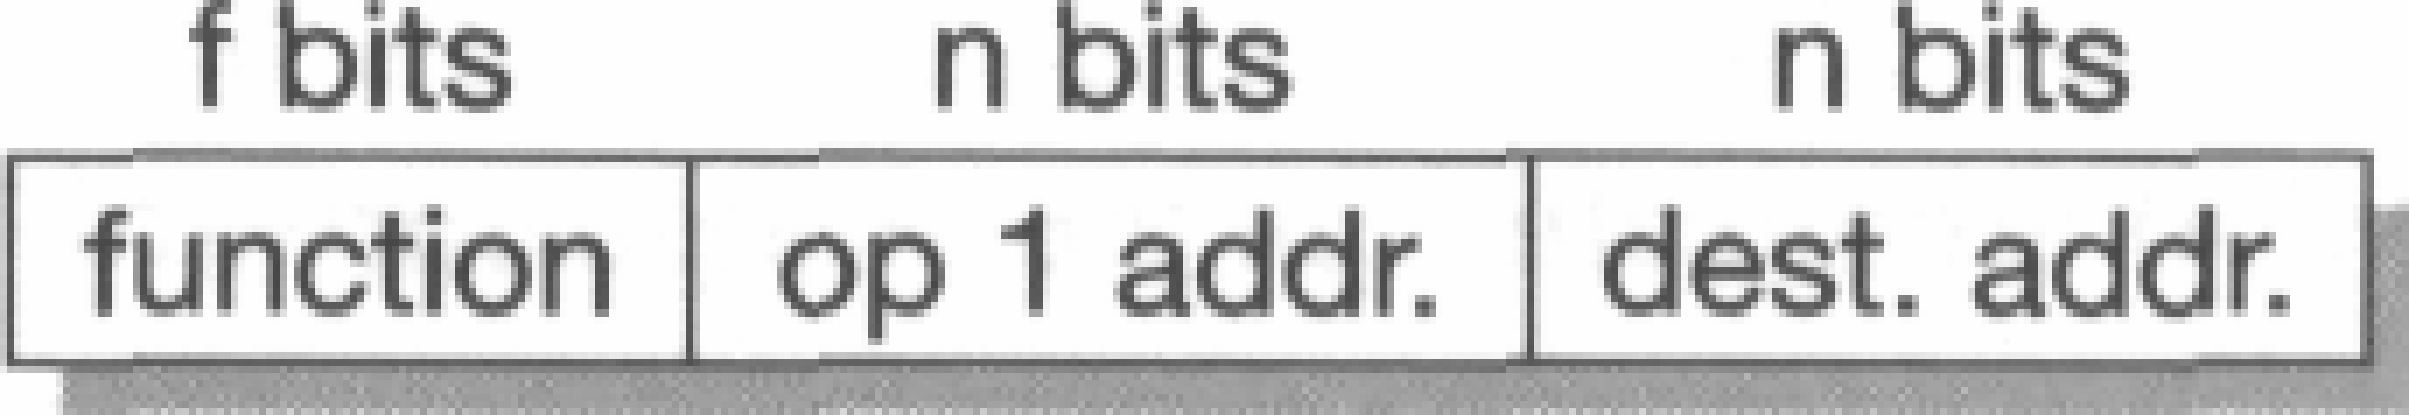 f bits n bits n bits
function op 1 addr. dest. addr.